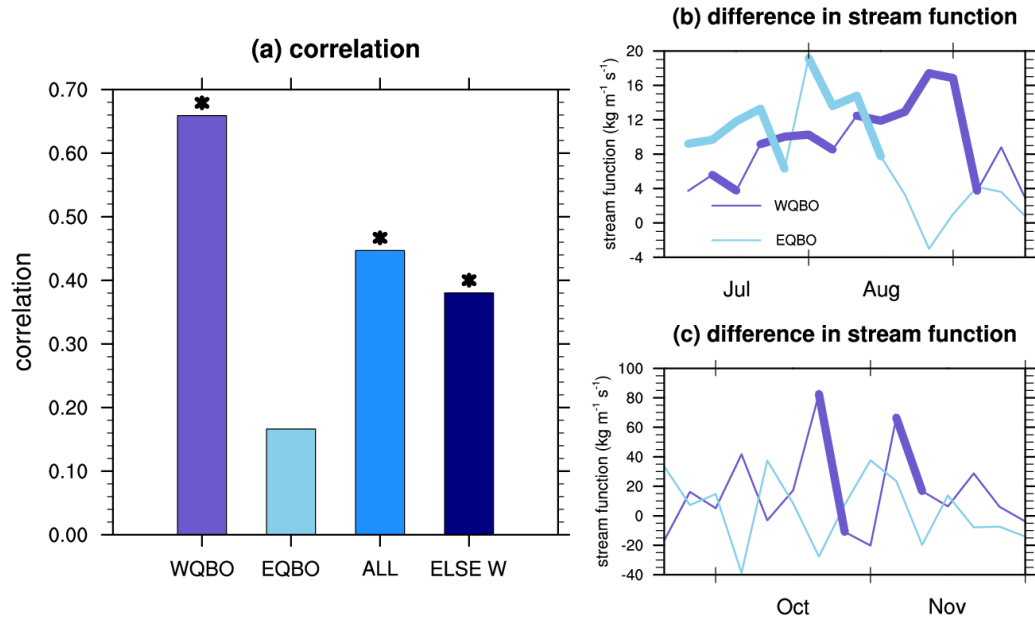 (a) correlation
correlation
0.70
0.60
0.50
0.40
0.30
0.20
0.10
0.00
WQBO EQBO ALL ELSE W
(b) difference in stream function
stream function (kg m⁻¹ s⁻¹)
20
16
12
8
4
0
-4
WQBO
EQBO
Jul Aug
(c) difference in stream function
stream function (kg m⁻¹ s⁻¹)
100
80
60
40
20
0
-20
-40
Oct Nov